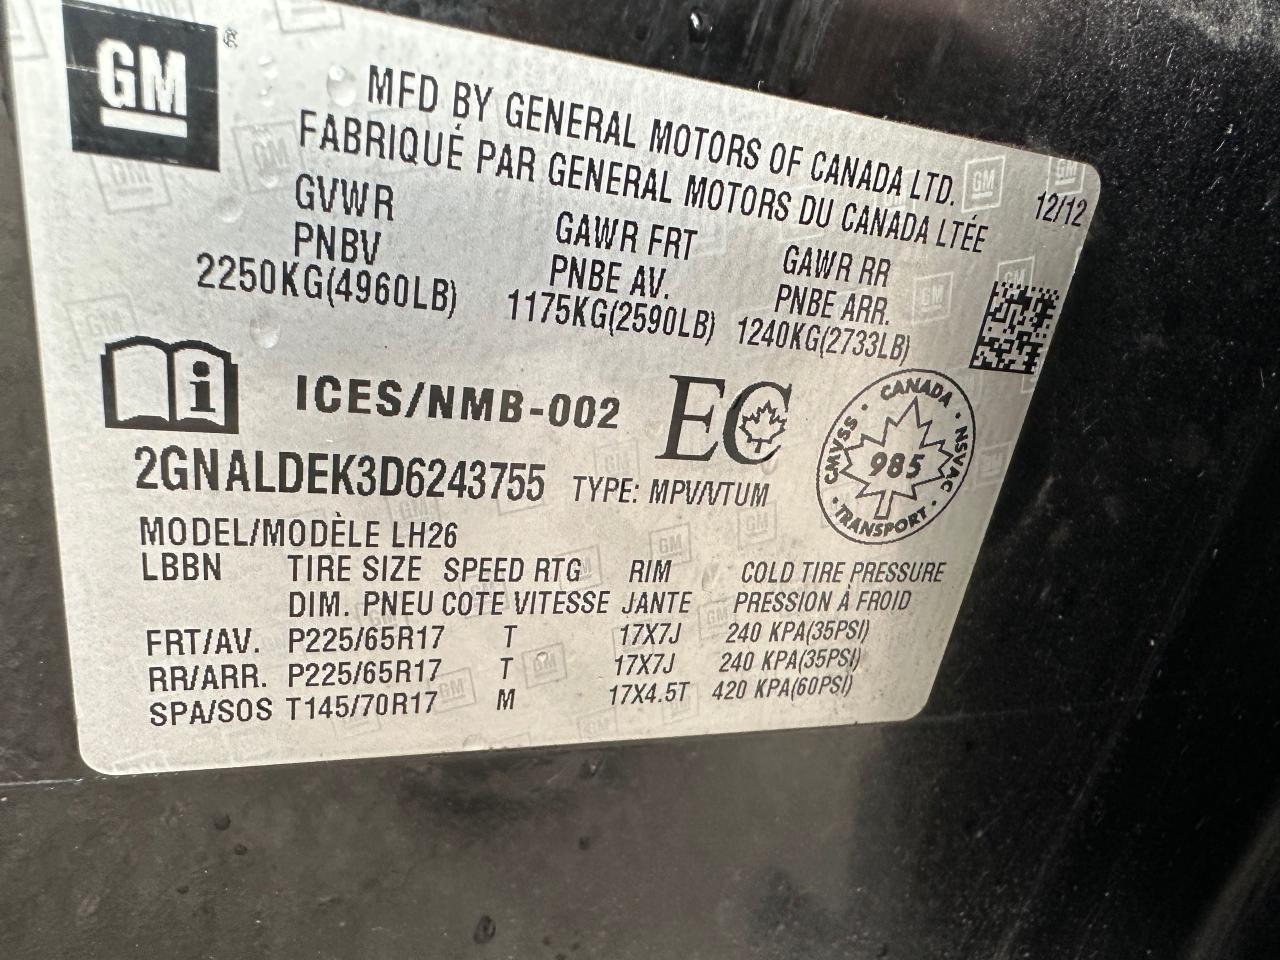 GM
MFD BY GENERAL MOTORS OF CANADA LTD.
FABRIQUÉ PAR GENERAL MOTORS DU CANADA LTÉE
12/12
GVWR GAWR FRT GAWR RR
PNBV PNBE AV. PNBE ARR.
2250KG(4960LB) 1175KG(2590LB) 1240KG(2733LB)
i ICES/NMB-002 EC
CANADA · NSVAC · TRANSPORT · CMVSS ·
985
2GNALDEK3D6243755 TYPE: MPV/VTUM
MODEL/MODÈLE LH26
LBBN TIRE SIZE SPEED RTG RIM COLD TIRE PRESSURE
DIM. PNEU COTE VITESSE JANTE PRESSION À FROID
FRT/AV. P225/65R17 T 17X7J 240 KPA(35PSI)
RR/ARR. P225/65R17 T 17X7J 240 KPA(35PSI)
SPA/SOS T145/70R17 M 17X4.5T 420 KPA(60PSI)